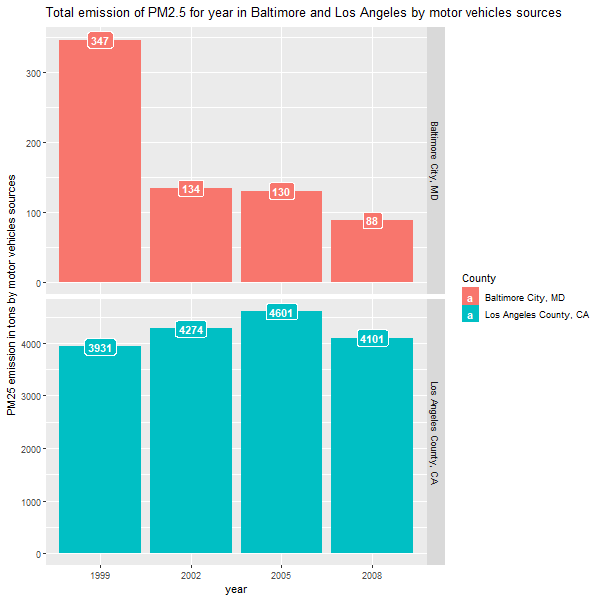 Total emission of PM2.5 for year in Baltimore and Los Angeles by motor vehicles sources
PM25 emission in tons by motor vehicles sources
300
200
100
0
347
134
130
88
Baltimore City, MD
4000
3000
2000
1000
0
3931
4274
4601
4101
Los Angeles County, CA
1999
2002
2005
2008
year
County
a Baltimore City, MD
a Los Angeles County, CA